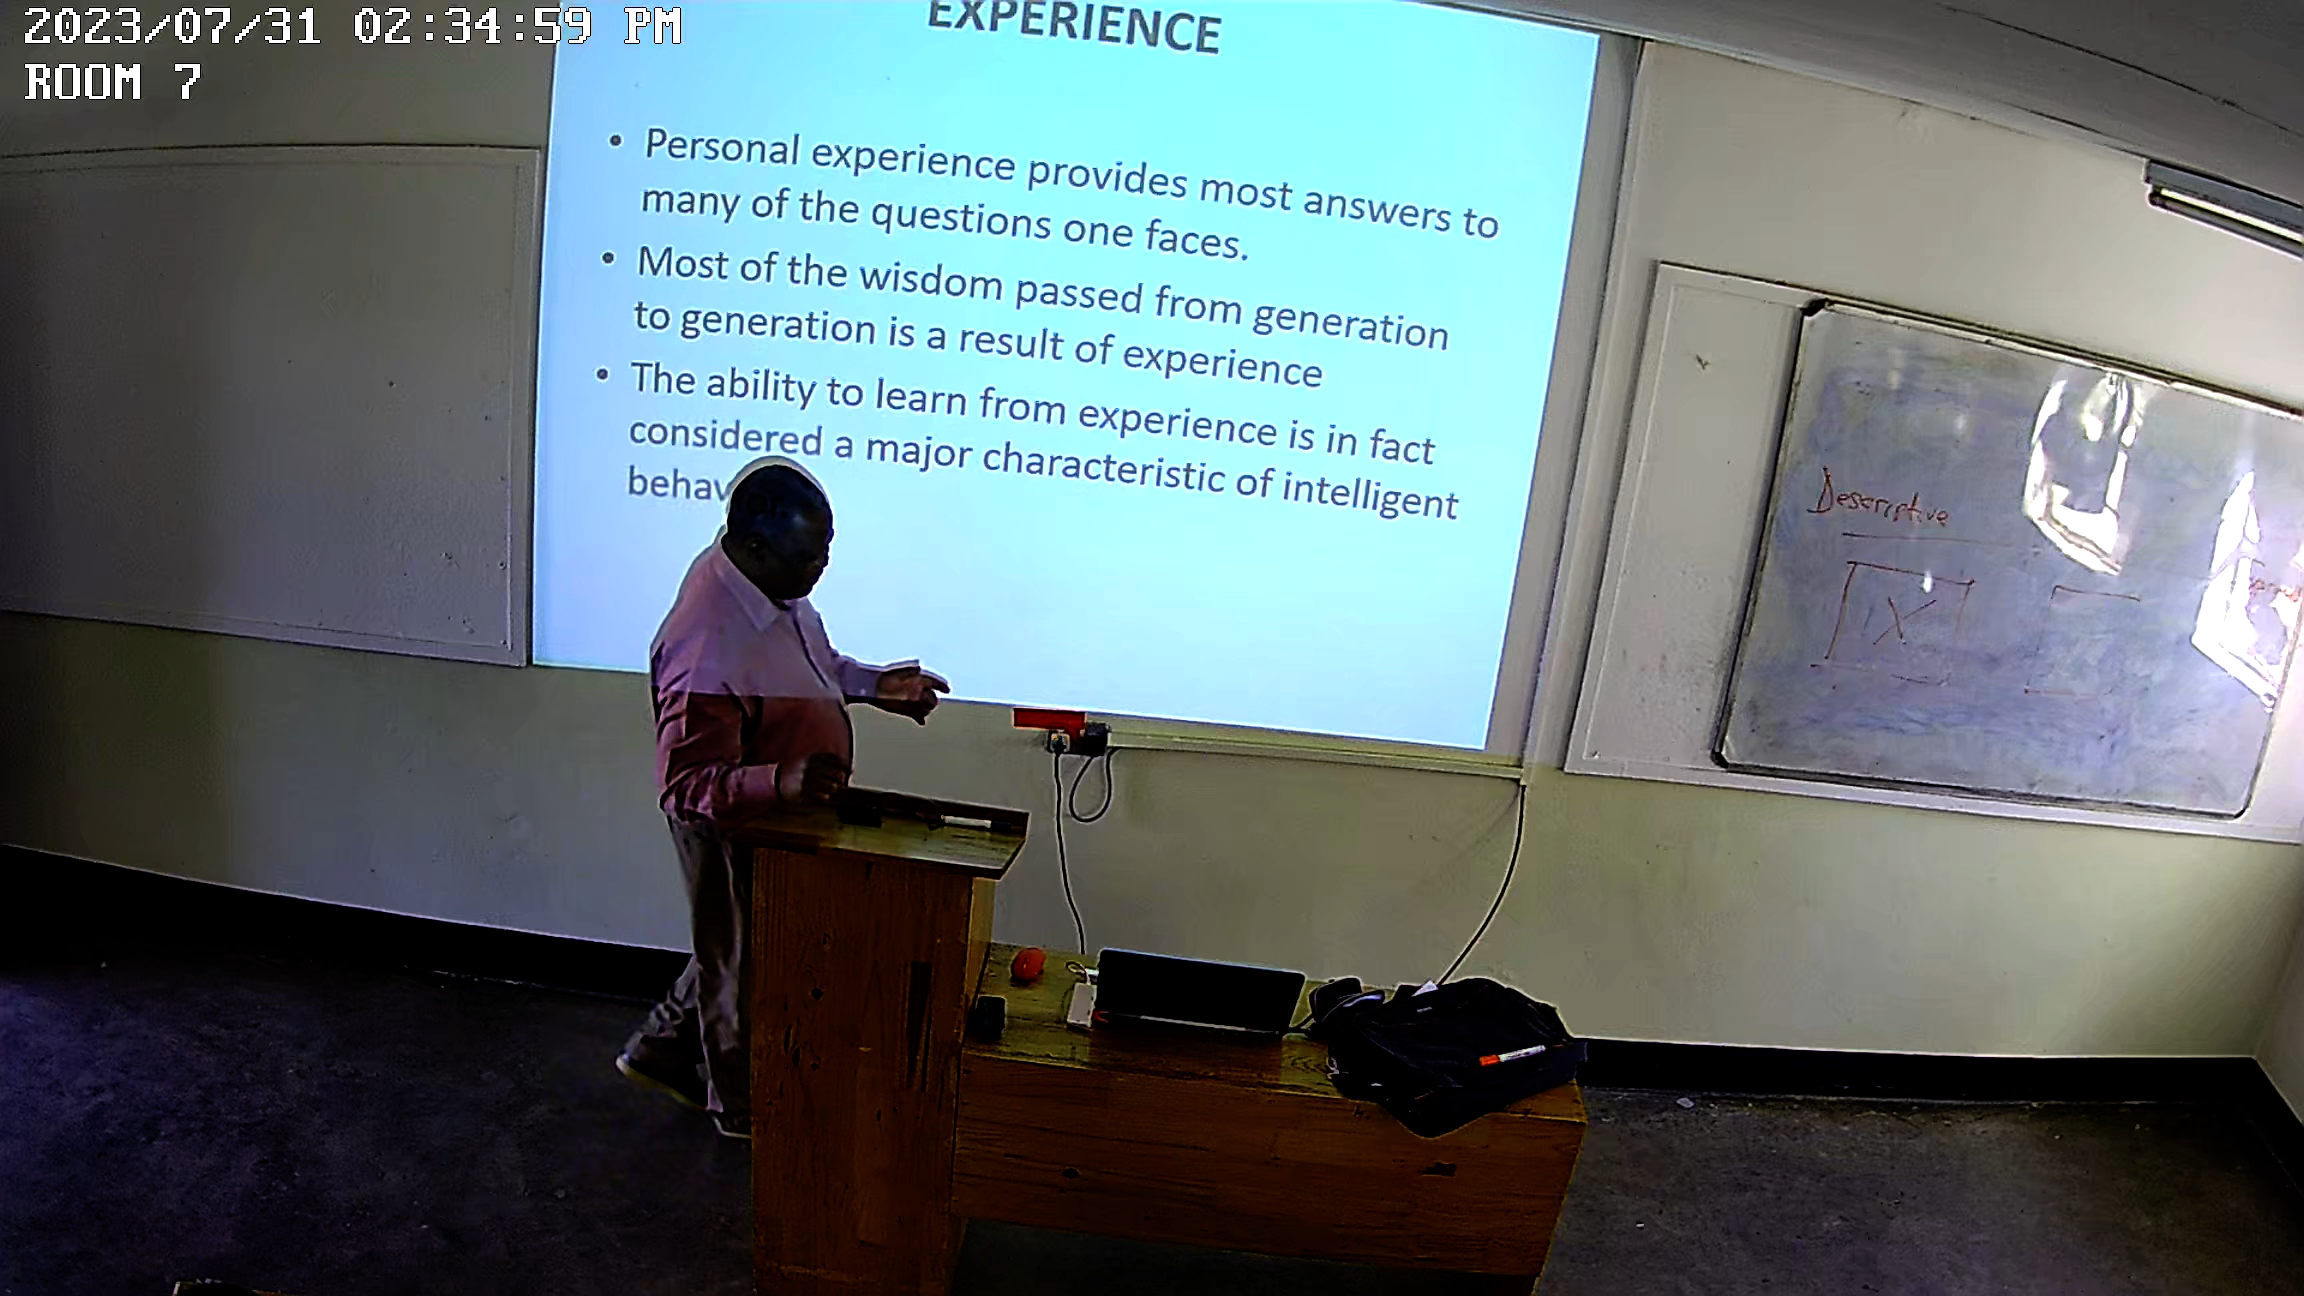 2023/07/31 02:34:59 PM
ROOM 7
EXPERIENCE
• Personal experience provides most answers to
many of the questions one faces.
• Most of the wisdom passed from generation
to generation is a result of experience
• The ability to learn from experience is in fact
considered a major characteristic of intelligent
behavior.
Descriptive
X